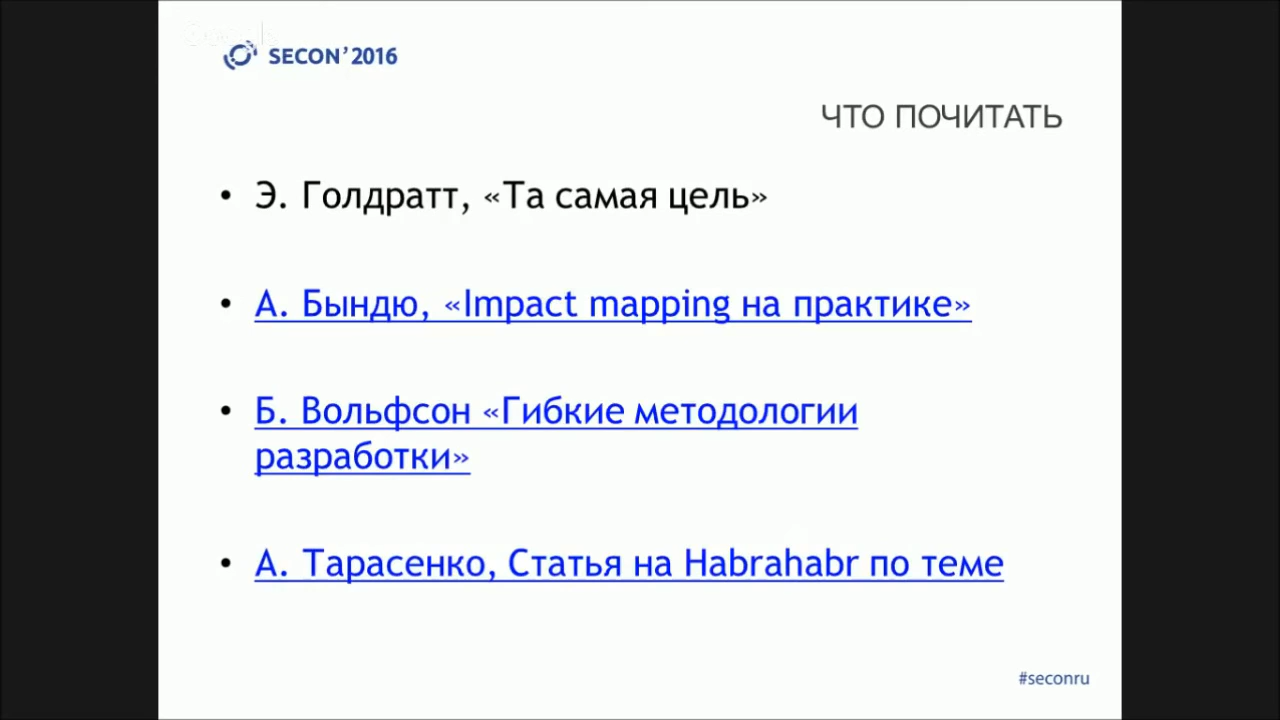 SECON’2016
ЧТО ПОЧИТАТЬ
• Э. Голдратт, «Та самая цель»
• А. Бындю, «Impact mapping на практике»
• Б. Вольфсон «Гибкие методологии
разработки»
• А. Тарасенко, Статья на Habrahabr по теме
#seconru